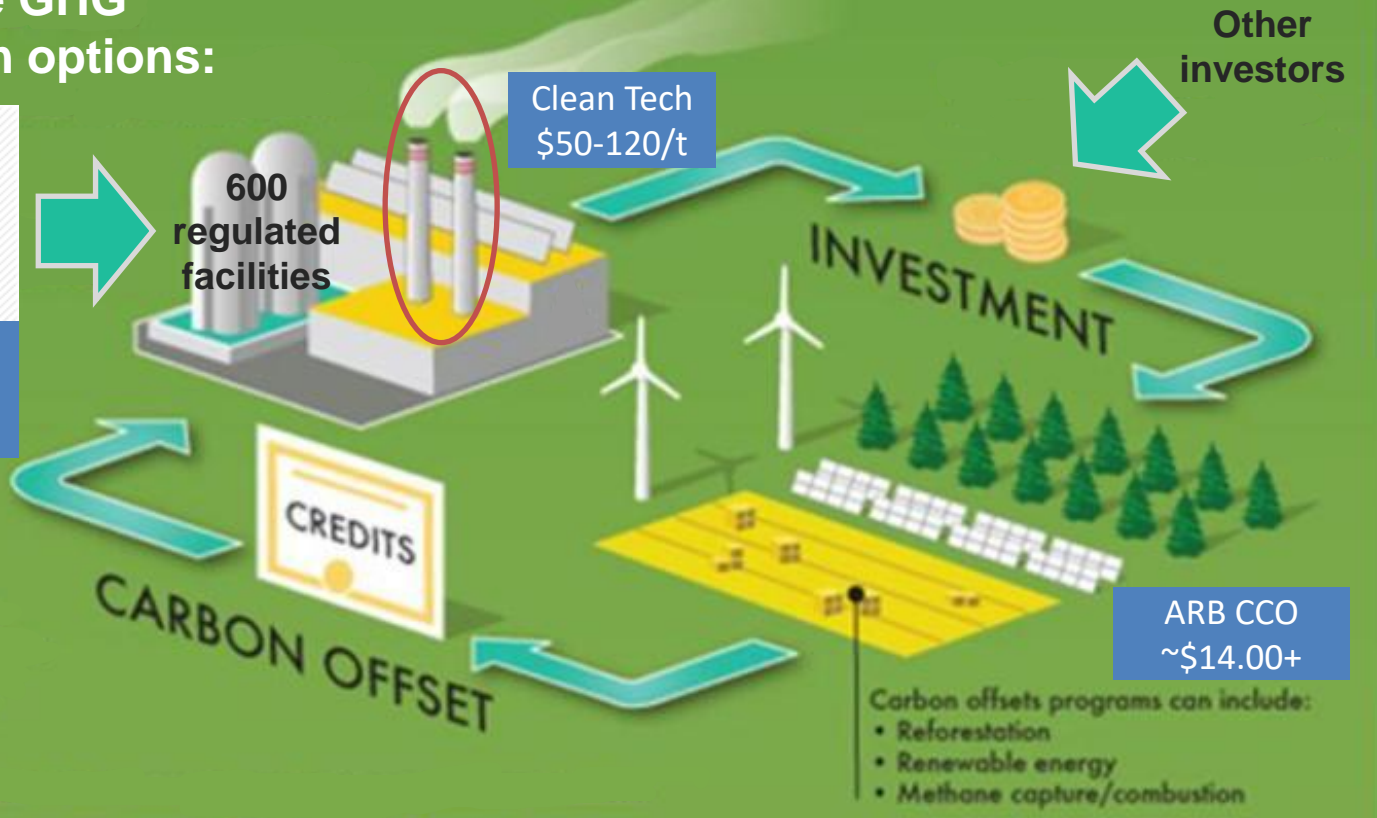 GHG
options:
Other
investors
Clean Tech
$50-120/t
600
regulated
facilities
INVESTMENT
CREDITS
CARBON OFFSET
ARB CCO
~$14.00+
Carbon offsets programs can include:
• Reforestation
• Renewable energy
• Methane capture/combustion